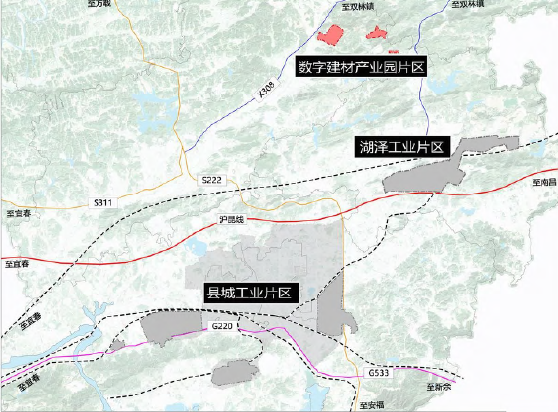 至方畈
至双林镇
至双林镇
数字建材产业园片区
X308
湖泽工业片区
S222
至南昌
S311
至宜春
沪昆线
至宜春
县城工业片区
至宜春
G220
G533
至宜春
至新余
至安福